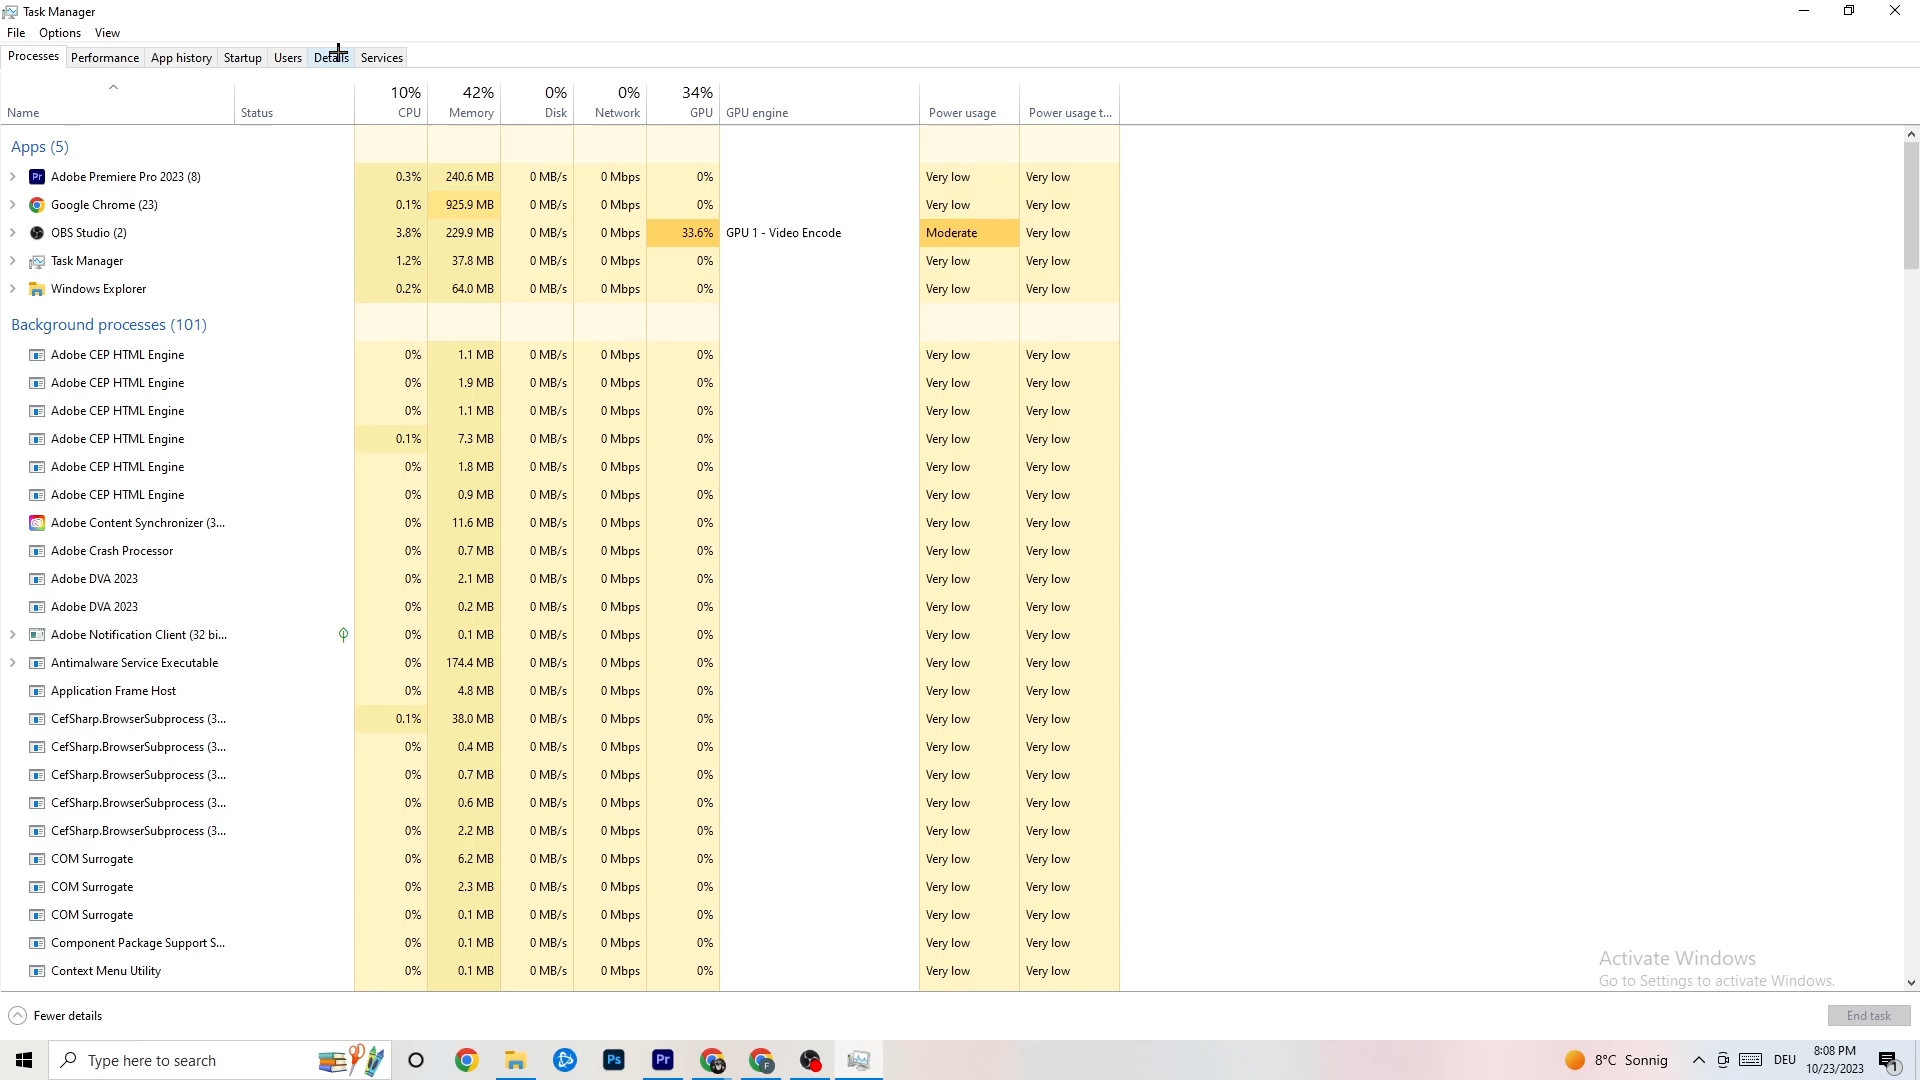 Task Manager
File Options View
Processes Performance App history Startup Users Details Services
10% 42% 0% 0% 34%
Name Status CPU Memory Disk Network GPU GPU engine Power usage Power usage t...
Apps (5)
Adobe Premiere Pro 2023 (8) 0.3% 240.6 MB 0 MB/s 0 Mbps 0% Very low Very low
Google Chrome (23) 0.1% 925.9 MB 0 MB/s 0 Mbps 0% Very low Very low
OBS Studio (2) 3.8% 229.9 MB 0 MB/s 0 Mbps 33.6% GPU 1 - Video Encode Moderate Very low
Task Manager 1.2% 37.8 MB 0 MB/s 0 Mbps 0% Very low Very low
Windows Explorer 0.2% 64.0 MB 0 MB/s 0 Mbps 0% Very low Very low
Background processes (101)
Adobe CEP HTML Engine 0% 1.1 MB 0 MB/s 0 Mbps 0% Very low Very low
Adobe CEP HTML Engine 0% 1.9 MB 0 MB/s 0 Mbps 0% Very low Very low
Adobe CEP HTML Engine 0% 1.1 MB 0 MB/s 0 Mbps 0% Very low Very low
Adobe CEP HTML Engine 0.1% 7.3 MB 0 MB/s 0 Mbps 0% Very low Very low
Adobe CEP HTML Engine 0% 1.8 MB 0 MB/s 0 Mbps 0% Very low Very low
Adobe CEP HTML Engine 0% 0.9 MB 0 MB/s 0 Mbps 0% Very low Very low
Adobe Content Synchronizer (3... 0% 11.6 MB 0 MB/s 0 Mbps 0% Very low Very low
Adobe Crash Processor 0% 0.7 MB 0 MB/s 0 Mbps 0% Very low Very low
Adobe DVA 2023 0% 2.1 MB 0 MB/s 0 Mbps 0% Very low Very low
Adobe DVA 2023 0% 0.2 MB 0 MB/s 0 Mbps 0% Very low Very low
Adobe Notification Client (32 bi... 0% 0.1 MB 0 MB/s 0 Mbps 0% Very low Very low
Antimalware Service Executable 0% 174.4 MB 0 MB/s 0 Mbps 0% Very low Very low
Application Frame Host 0% 4.8 MB 0 MB/s 0 Mbps 0% Very low Very low
CefSharp.BrowserSubprocess (3... 0.1% 38.0 MB 0 MB/s 0 Mbps 0% Very low Very low
CefSharp.BrowserSubprocess (3... 0% 0.4 MB 0 MB/s 0 Mbps 0% Very low Very low
CefSharp.BrowserSubprocess (3... 0% 0.7 MB 0 MB/s 0 Mbps 0% Very low Very low
CefSharp.BrowserSubprocess (3... 0% 0.6 MB 0 MB/s 0 Mbps 0% Very low Very low
CefSharp.BrowserSubprocess (3... 0% 2.2 MB 0 MB/s 0 Mbps 0% Very low Very low
COM Surrogate 0% 6.2 MB 0 MB/s 0 Mbps 0% Very low Very low
COM Surrogate 0% 2.3 MB 0 MB/s 0 Mbps 0% Very low Very low
COM Surrogate 0% 0.1 MB 0 MB/s 0 Mbps 0% Very low Very low
Component Package Support S... 0% 0.1 MB 0 MB/s 0 Mbps 0% Very low Very low
Context Menu Utility 0% 0.1 MB 0 MB/s 0 Mbps 0% Very low Very low
Activate Windows
Go to Settings to activate Windows.
Fewer details End task
Type here to search Ps Pr F 8°C Sonnig DEU 8:08 PM
10/23/2023 1